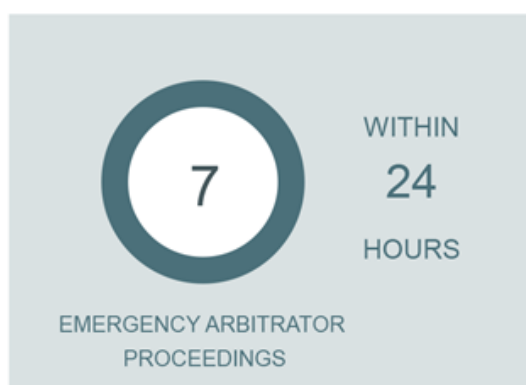 7
EMERGENCY ARBITRATOR
PROCEEDINGS
WITHIN
24
HOURS